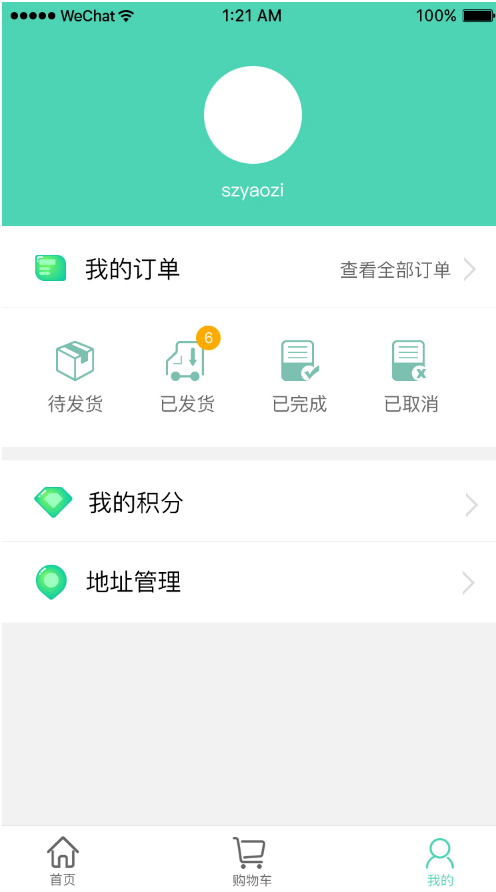 WeChat 1:21 AM 100%
szyaozi
我的订单 查看全部订单
6
待发货 已发货 已完成 已取消
我的积分
地址管理
首页 购物车 我的